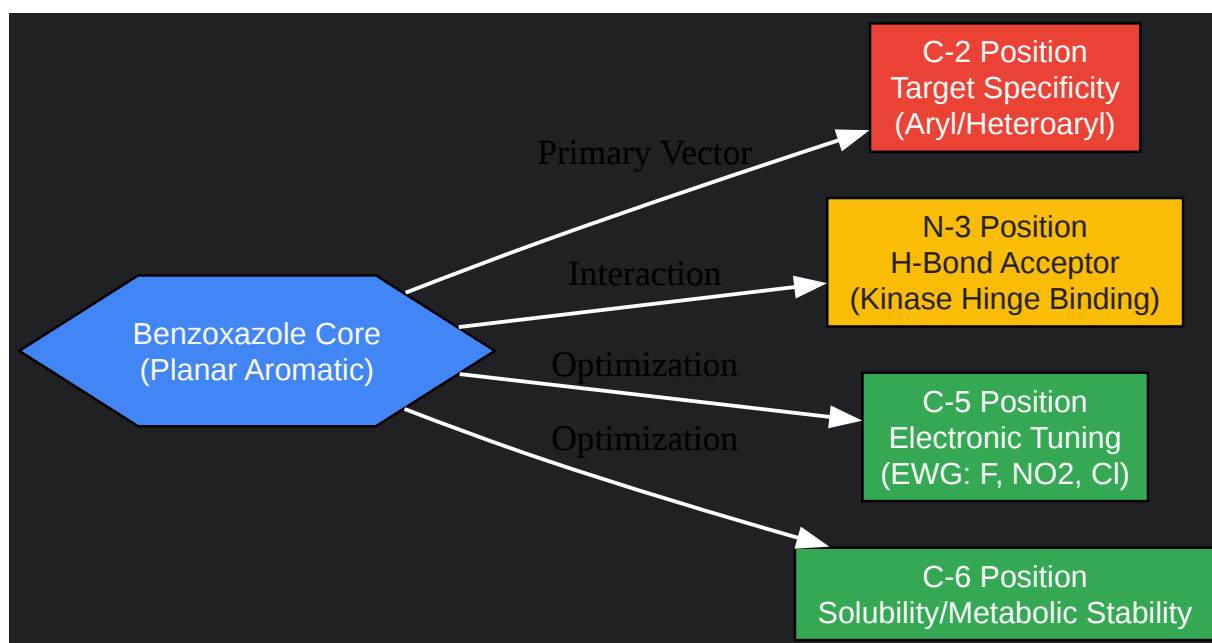 Benzoxazole Core
(Planar Aromatic)
Primary Vector
C-2 Position
Target Specificity
(Aryl/Heteroaryl)
Interaction
N-3 Position
H-Bond Acceptor
(Kinase Hinge Binding)
Optimization
C-5 Position
Electronic Tuning
(EWG: F, NO2, Cl)
Optimization
C-6 Position
Solubility/Metabolic Stability